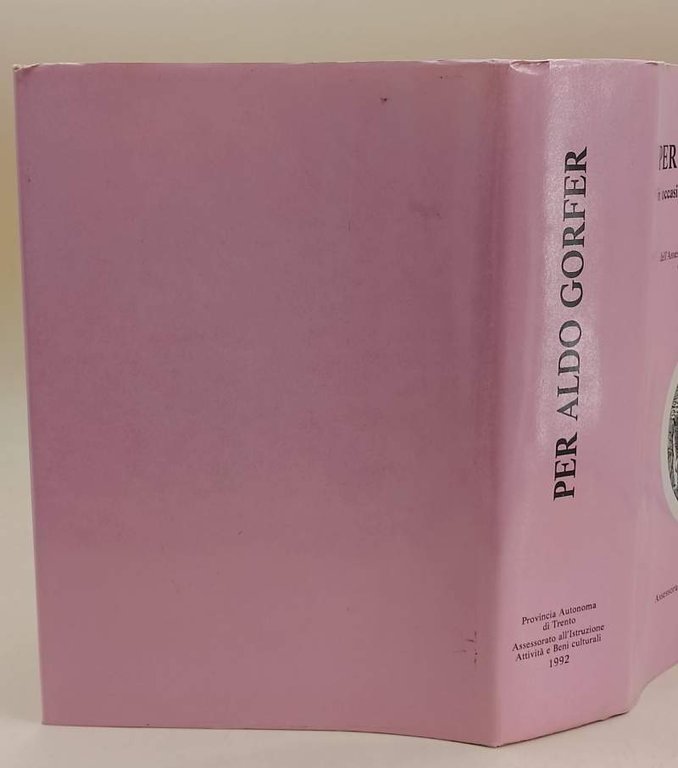 PER ALDO GORFER
Provincia Autonoma
di Trento
Assessorato all'Istruzione
Attività e Beni culturali
1992
PER